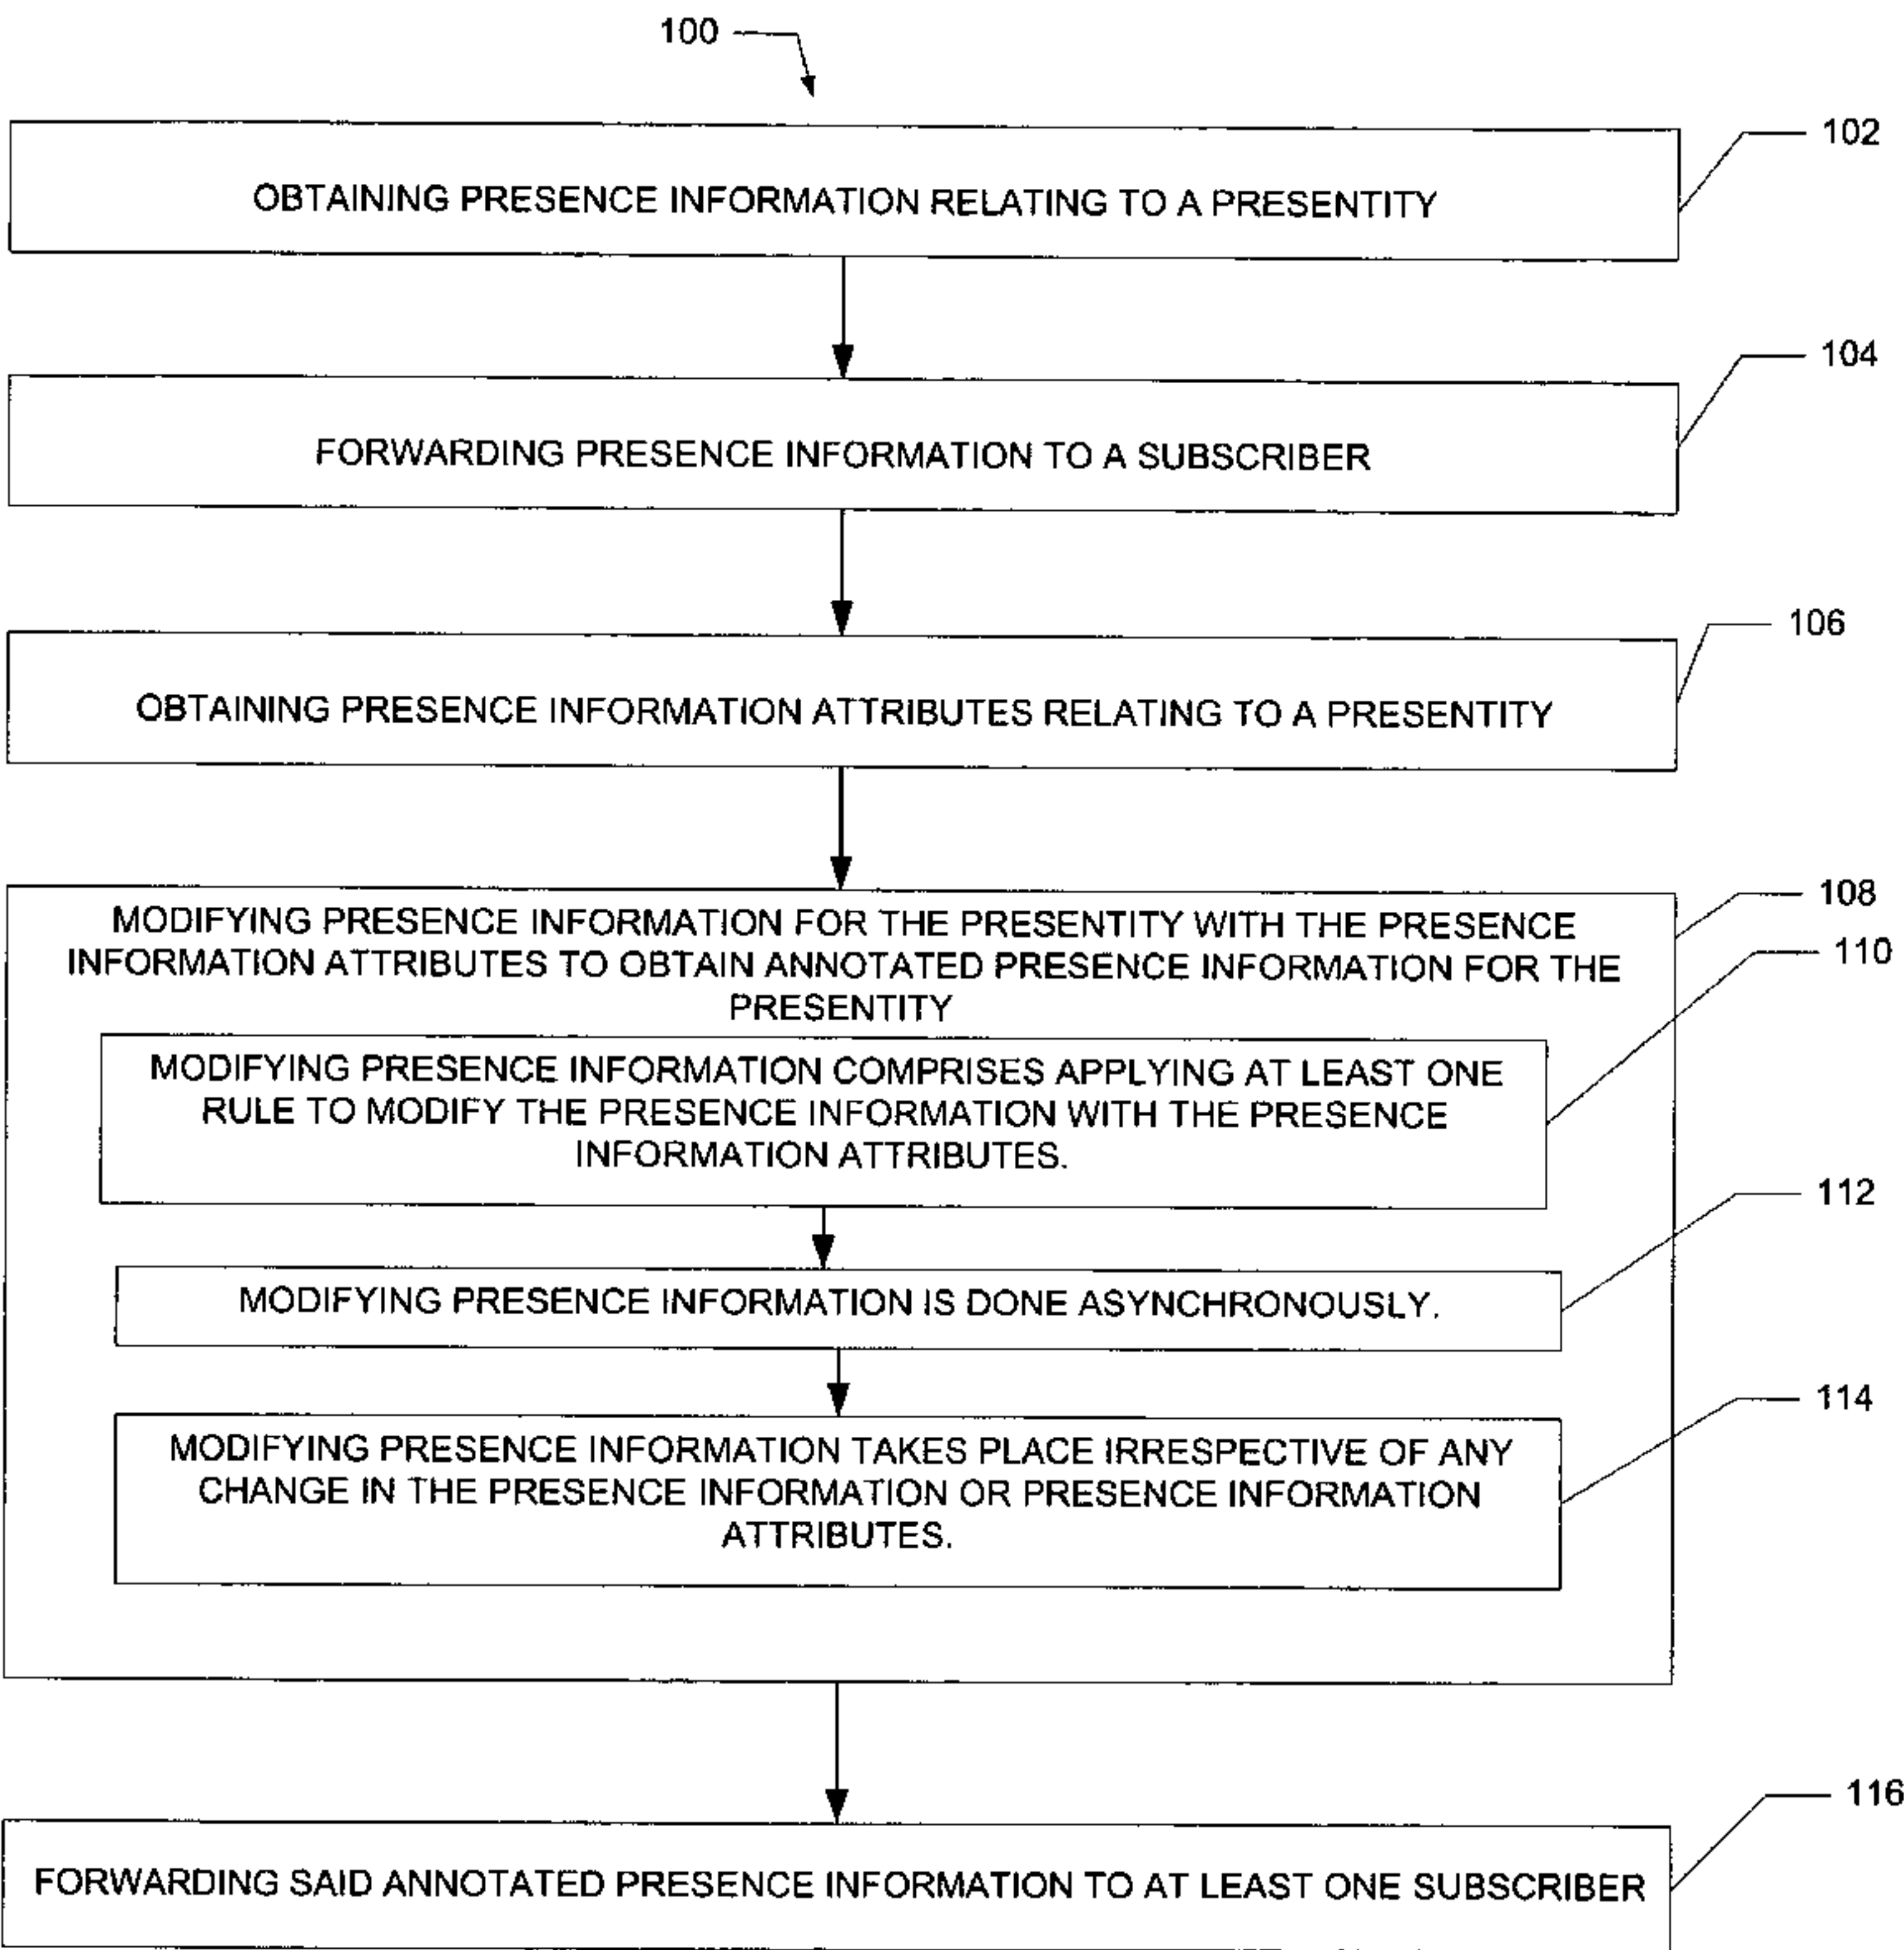 100
102
OBTAINING PRESENCE INFORMATION RELATING TO A PRESENTITY
104
FORWARDING PRESENCE INFORMATION TO A SUBSCRIBER
106
OBTAINING PRESENCE INFORMATION ATTRIBUTES RELATING TO A PRESENTITY
108
MODIFYING PRESENCE INFORMATION FOR THE PRESENTITY WITH THE PRESENCE
INFORMATION ATTRIBUTES TO OBTAIN ANNOTATED PRESENCE INFORMATION FOR THE
PRESENTITY
110
MODIFYING PRESENCE INFORMATION COMPRISES APPLYING AT LEAST ONE
RULE TO MODIFY THE PRESENCE INFORMATION WITH THE PRESENCE
INFORMATION ATTRIBUTES.
112
MODIFYING PRESENCE INFORMATION IS DONE ASYNCHRONOUSLY.
114
MODIFYING PRESENCE INFORMATION TAKES PLACE IRRESPECTIVE OF ANY
CHANGE IN THE PRESENCE INFORMATION OR PRESENCE INFORMATION
ATTRIBUTES.
116
FORWARDING SAID ANNOTATED PRESENCE INFORMATION TO AT LEAST ONE SUBSCRIBER